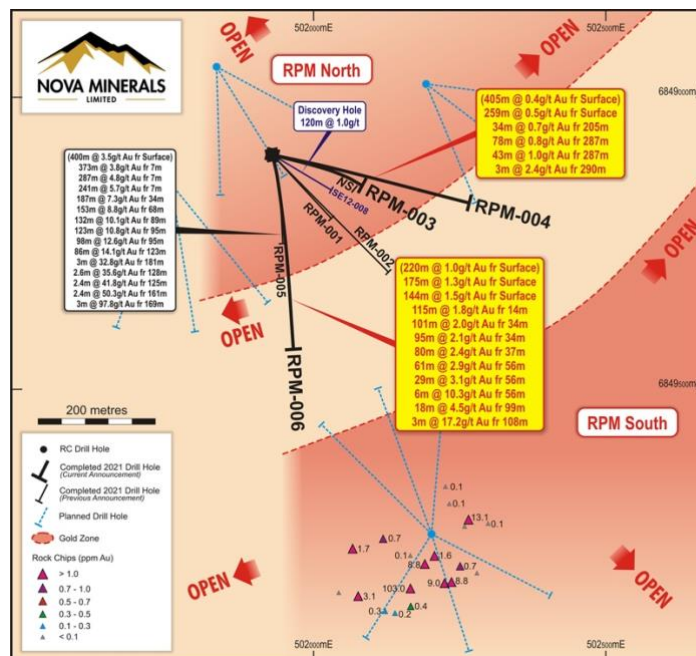 502000mE
OPEN
OPEN
NOVA MINERALS
LIMITED
RPM North
6849000mN
Discovery Hole
120m @ 1.0g/t
(405m @ 0.4g/t Au fr Surface)
259m @ 0.5g/t Au fr Surface
34m @ 0.7g/t Au fr 205m
78m @ 0.8g/t Au fr 287m
43m @ 1.0g/t Au fr 287m
3m @ 2.4g/t Au fr 290m
(400m @ 3.5g/t Au fr Surface)
373m @ 3.8g/t Au fr 7m
287m @ 4.8g/t Au fr 7m
241m @ 5.7g/t Au fr 7m
187m @ 7.3g/t Au fr 34m
153m @ 8.8g/t Au fr 68m
132m @ 10.1g/t Au fr 89m
123m @ 10.8g/t Au fr 95m
98m @ 12.6g/t Au fr 95m
86m @ 14.1g/t Au fr 123m
3m @ 32.8g/t Au fr 181m
2.6m @ 35.6g/t Au fr 128m
2.4m @ 41.8g/t Au fr 125m
2.4m @ 50.3g/t Au fr 161m
3m @ 97.8g/t Au fr 169m
NSI
RPM-003
SE12-008
RPM-004
RPM-001
RPM-002
RPM-005
RPM-006
OPEN
OPEN
(220m @ 1.0g/t Au fr Surface)
175m @ 1.3g/t Au fr Surface
144m @ 1.5g/t Au fr Surface
115m @ 1.8g/t Au fr 14m
101m @ 2.0g/t Au fr 34m
95m @ 2.1g/t Au fr 34m
80m @ 2.4g/t Au fr 37m
61m @ 2.9g/t Au fr 56m
29m @ 3.1g/t Au fr 56m
6m @ 10.3g/t Au fr 56m
18m @ 4.5g/t Au fr 99m
3m @ 17.2g/t Au fr 108m
6849500mN
RPM South
200 metres
RC Drill Hole
Completed 2021 Drill Hole
(Current Announcement)
Completed 2021 Drill Hole
(Previous Announcement)
Planned Drill Hole
Gold Zone
Rock Chips (ppm Au)
> 1.0
0.7 - 1.0
0.5 - 0.7
0.3 - 0.5
0.1 - 0.3
< 0.1
0.1
0.1
13.1
0.1
0.7
1.7
0.1
1.6
8.8
0.7
9.0
8.8
103.0
3.1
0.4
0.3
0.2
OPEN
OPEN
502000mE
502500mE